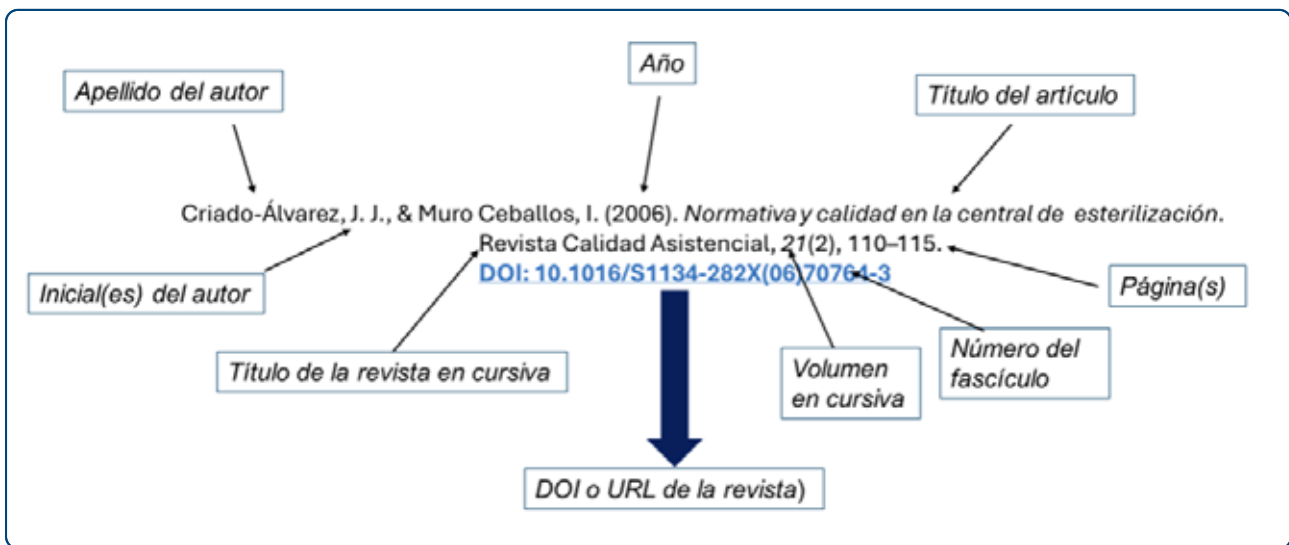 Año
Apellido del autor
Título del artículo
Criado-Álvarez, J. J., & Muro Ceballos, I. (2006). Normativa y calidad en la central de esterilización.
Revista Calidad Asistencial, 21(2), 110–115.
DOI: 10.1016/S1134-282X(06)70764-3
Inicial(es) del autor
Página(s)
Título de la revista en cursiva
Volumen
en cursiva
Número del
fascículo
DOI o URL de la revista)